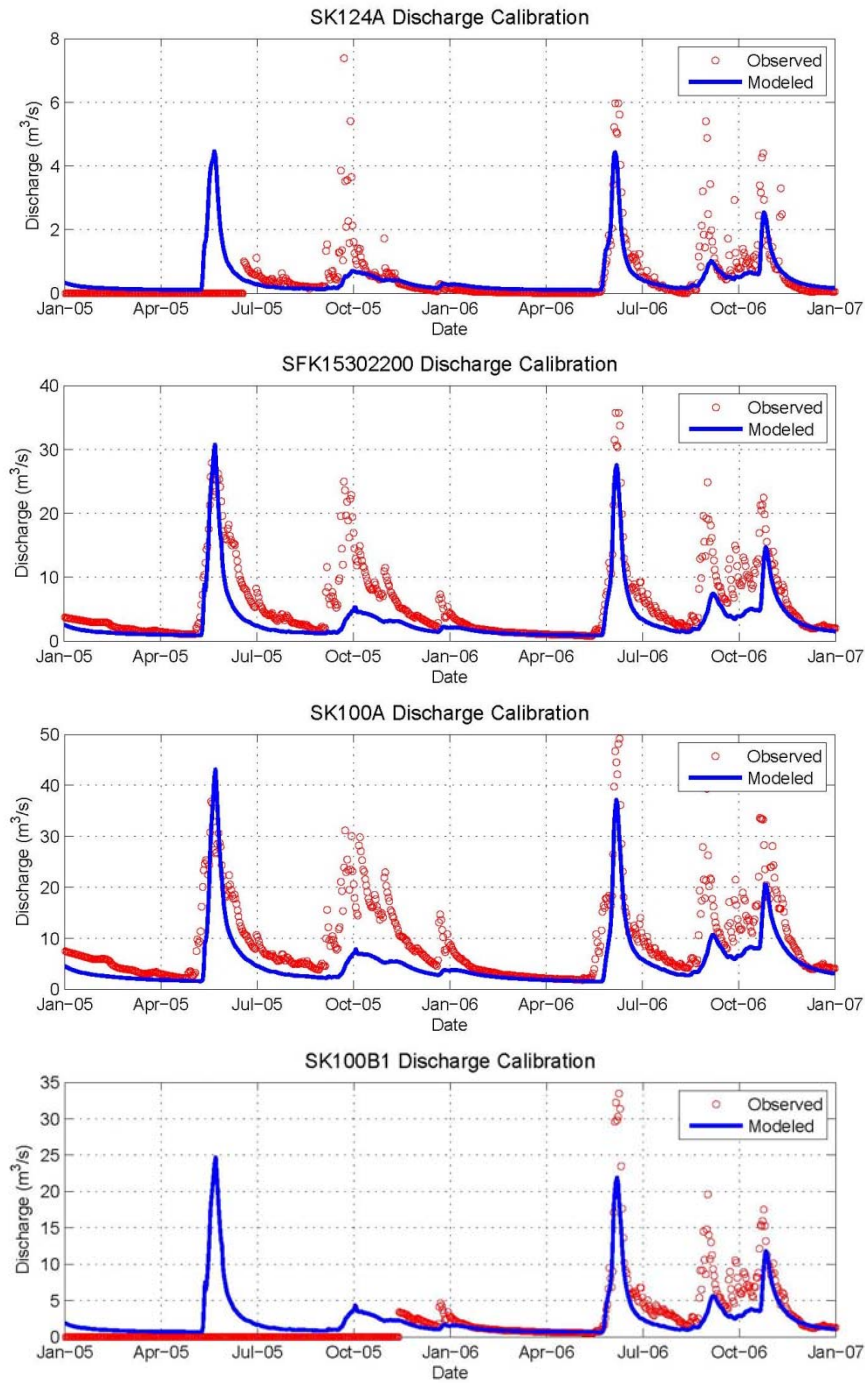 SK124A Discharge Calibration
Discharge (m³/s)
8
6
4
2
0
Observed
Modeled
Jan−05 Apr−05 Jul−05 Oct−05 Jan−06 Apr−06 Jul−06 Oct−06 Jan−07
Date
SFK15302200 Discharge Calibration
Discharge (m³/s)
40
30
20
10
0
Observed
Modeled
Jan−05 Apr−05 Jul−05 Oct−05 Jan−06 Apr−06 Jul−06 Oct−06 Jan−07
Date
SK100A Discharge Calibration
Discharge (m³/s)
50
40
30
20
10
0
Observed
Modeled
Jan−05 Apr−05 Jul−05 Oct−05 Jan−06 Apr−06 Jul−06 Oct−06 Jan−07
Date
SK100B1 Discharge Calibration
Discharge (m³/s)
35
30
25
20
15
10
5
0
Observed
Modeled
Jan−05 Apr−05 Jul−05 Oct−05 Jan−06 Apr−06 Jul−06 Oct−06 Jan−07
Date